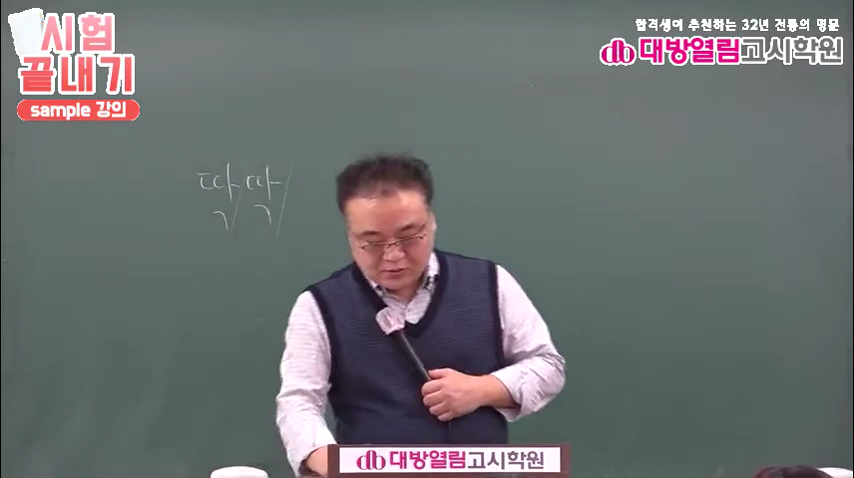 시험
끝내기
sample 강의
합격생이 추천하는 32년 전통의 명문
db 대방열림고시학원
딱딱
db 대방열림고시학원